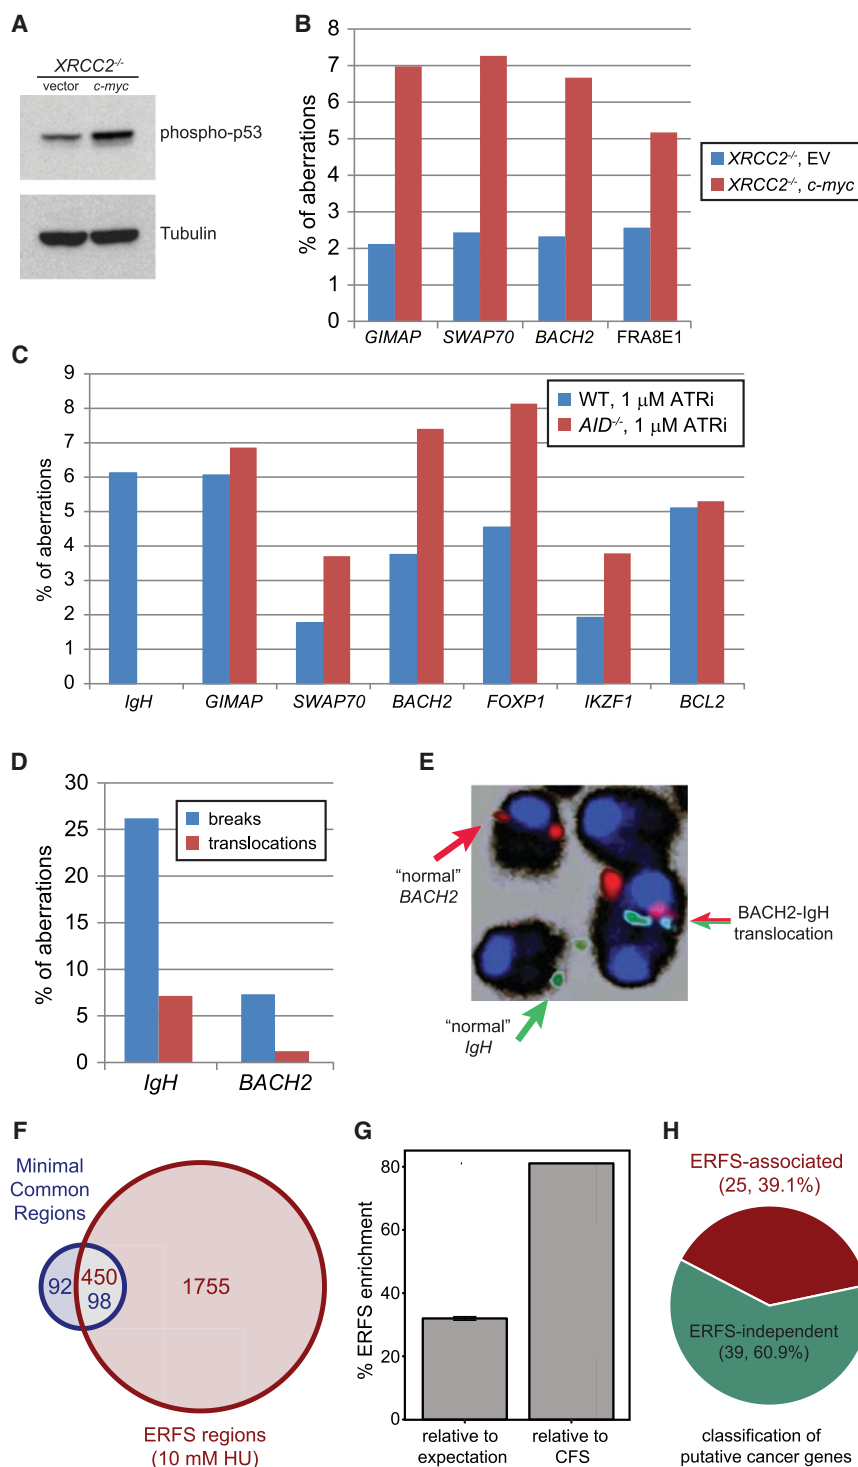 A
XRCC2-/-
vector c-myc
phospho-p53
Tubulin
B
% of aberrations
8
7
6
5
4
3
2
1
0
GIMAP SWAP70 BACH2 FRA8E1
XRCC2-/-, EV
XRCC2-/-, c-myc
C
% of aberrations
9
8
7
6
5
4
3
2
1
0
IgH GIMAP SWAP70 BACH2 FOXP1 IKZF1 BCL2
WT, 1 μM ATRi
AID-/-, 1 μM ATRi
D
% of aberrations
30
25
20
15
10
5
0
IgH BACH2
breaks
translocations
E
"normal"
BACH2
BACH2-IgH
translocation
"normal"
IgH
F
Minimal
Common
Regions
92
450
98
1755
ERFS regions
(10 mM HU)
G
% ERFS enrichment
80
60
40
20
0
relative to
expectation
relative to
CFS
H
ERFS-associated
(25, 39.1%)
ERFS-independent
(39, 60.9%)
classification of
putative cancer genes